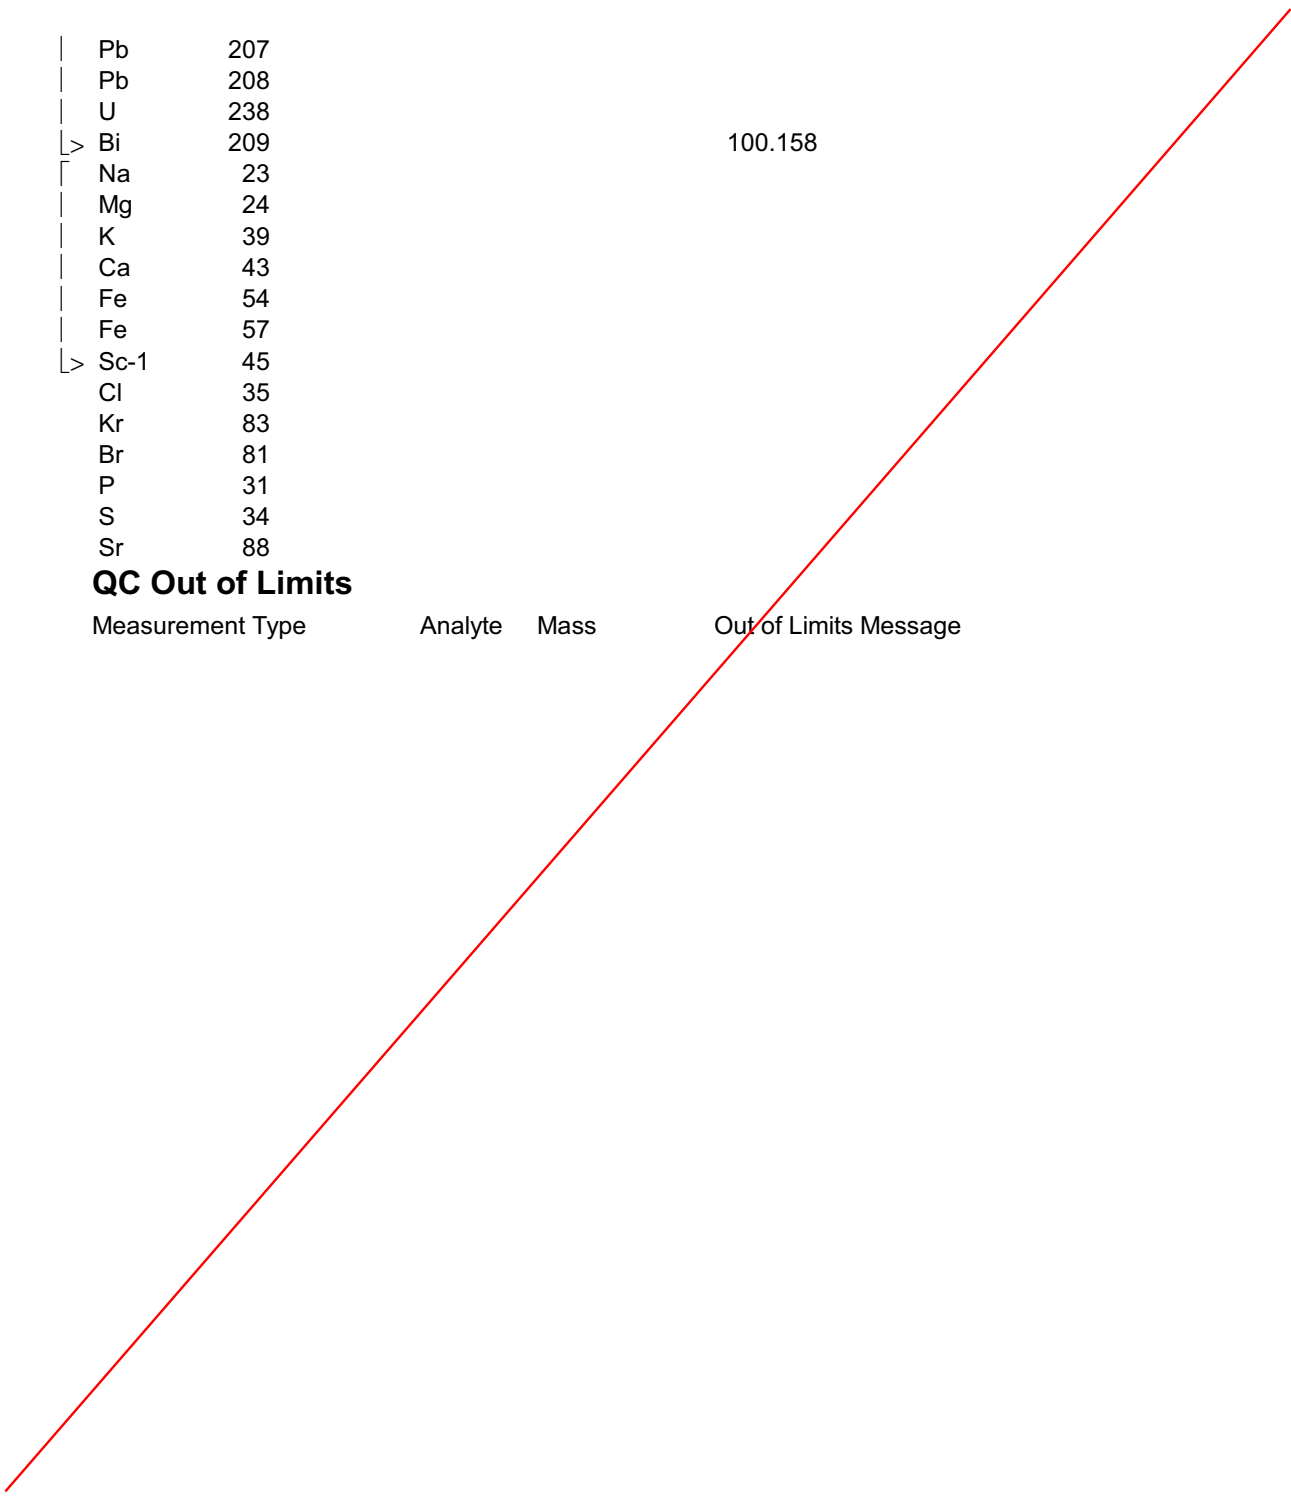 | Pb 207
| Pb 208
| U 238
⌊> Bi 209 100.158
⌈ Na 23
| Mg 24
| K 39
| Ca 43
| Fe 54
| Fe 57
⌊> Sc-1 45
Cl 35
Kr 83
Br 81
P 31
S 34
Sr 88
QC Out of Limits
Measurement Type Analyte Mass Out of Limits Message